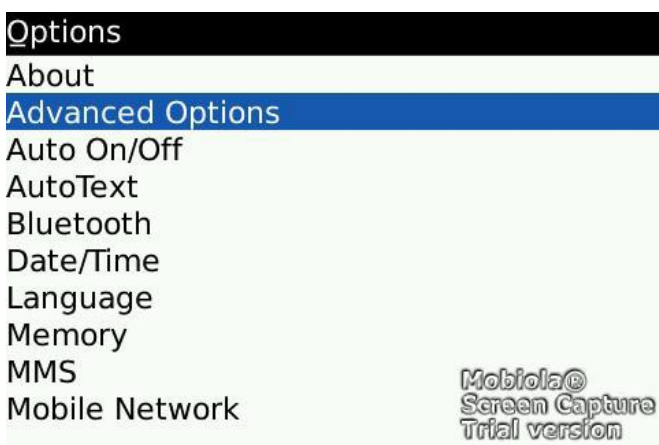 Options
About
Advanced Options
Auto On/Off
AutoText
Bluetooth
Date/Time
Language
Memory
MMS
Mobile Network
Mobiola®
Screen Capture
Trial version